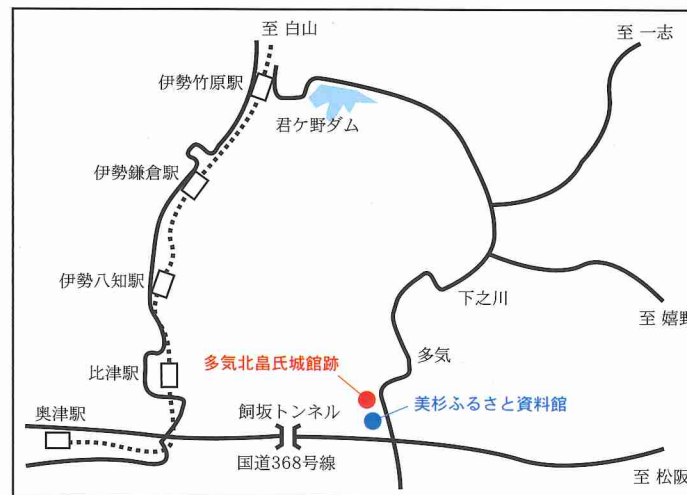 至 白山
至 一志
伊勢竹原駅
君ケ野ダム
伊勢鎌倉駅
伊勢八知駅
下之川
至 嬉野
多気
多気北畠氏城館跡
比津駅
美杉ふるさと資料館
奥津駅
飼坂トンネル
国道368号線
至 松阪